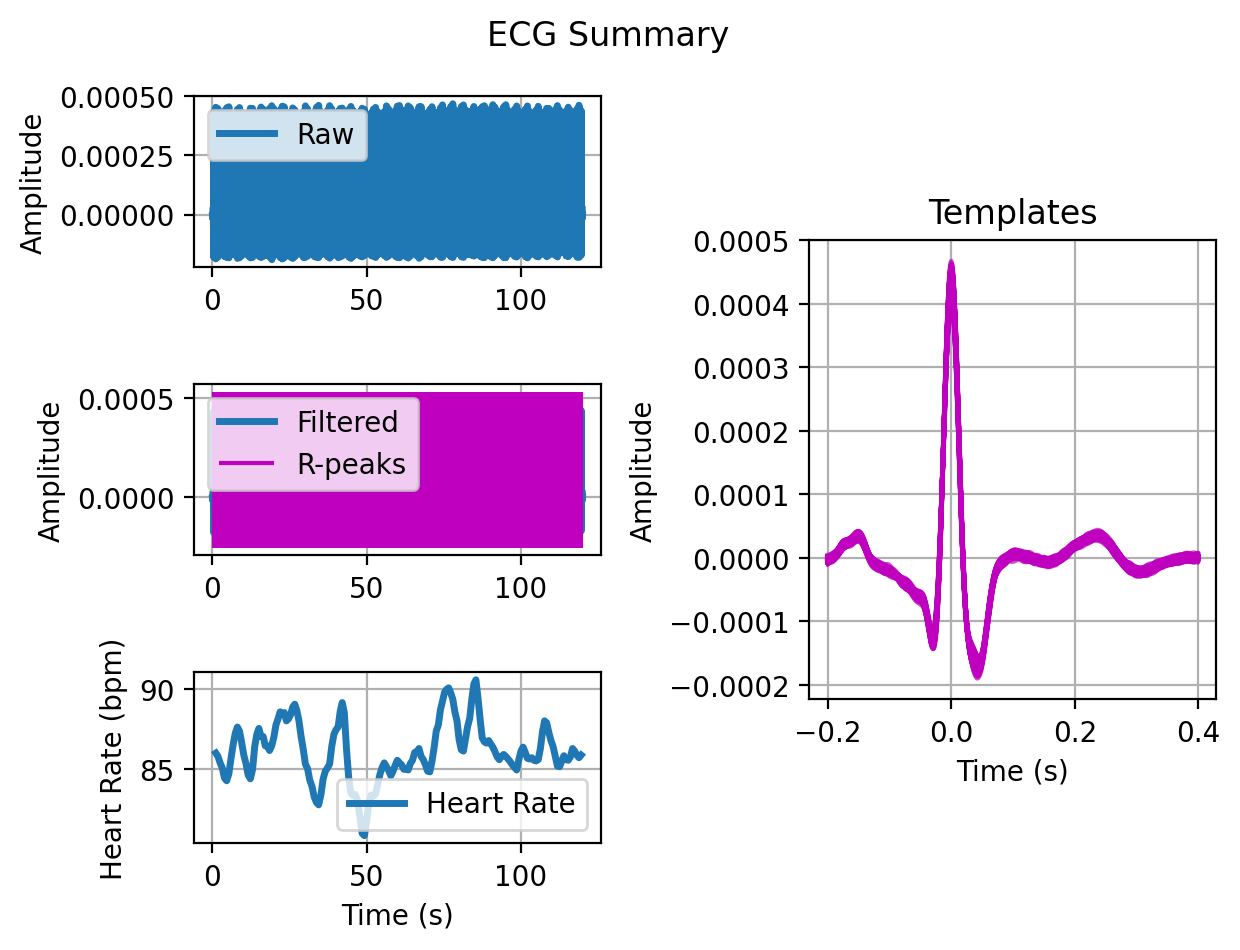 ECG Summary
0.00050
0.00025
0.00000
Amplitude
Raw
0
50
100
0.0005
0.0000
Amplitude
Filtered
R-peaks
0
50
100
90
85
Heart Rate (bpm)
Heart Rate
0
50
100
Time (s)
Templates
0.0005
0.0004
0.0003
0.0002
0.0001
0.0000
−0.0001
−0.0002
Amplitude
−0.2
0.0
0.2
0.4
Time (s)